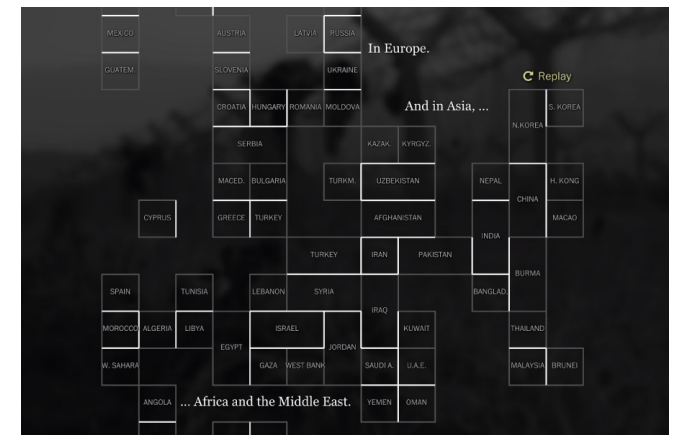 MEXICO AUSTRIA LATVIA RUSSIA
In Europe.
GUATEM. SLOVENIA UKRAINE
Replay
CROATIA HUNGARY ROMANIA MOLDOVA
And in Asia, ...
S. KOREA
N.KOREA
SERBIA KAZAK. KYRGYZ.
MACED. BULGARIA TURKM. UZBEKISTAN NEPAL H. KONG
CHINA
CYPRUS GREECE TURKEY AFGHANISTAN MACAO
INDIA
TURKEY IRAN PAKISTAN
BURMA
SPAIN TUNISIA LEBANON SYRIA BANGLAD.
IRAQ
MOROCCO ALGERIA LIBYA ISRAEL KUWAIT THAILAND
EGYPT JORDAN
W. SAHARA GAZA WEST BANK SAUDI A. U.A.E. MALAYSIA BRUNEI
ANGOLA ... Africa and the Middle East. YEMEN OMAN